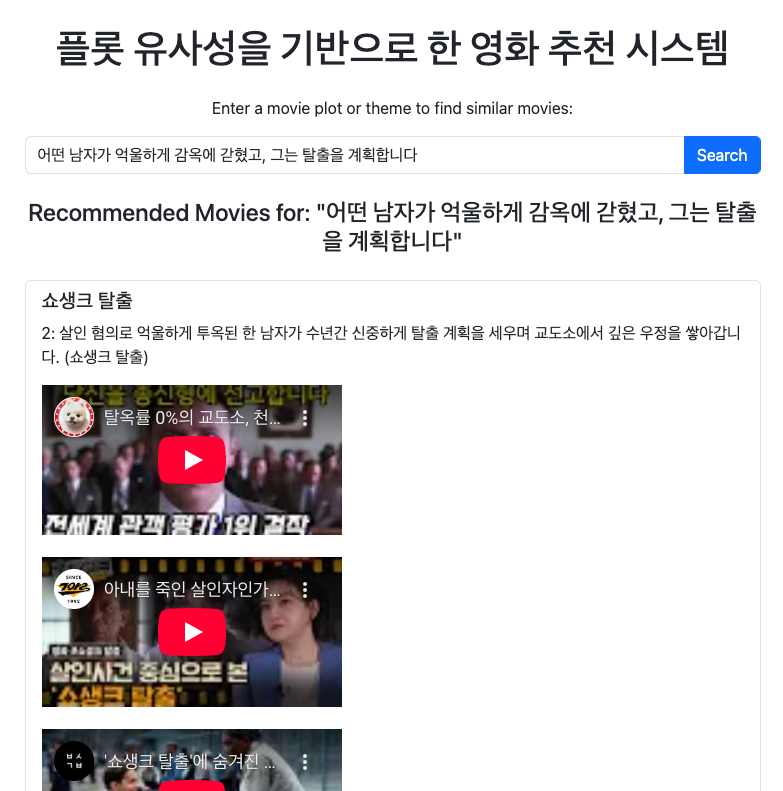 플롯 유사성을 기반으로 한 영화 추천 시스템
Enter a movie plot or theme to find similar movies:
어떤 남자가 억울하게 감옥에 갇혔고, 그는 탈출을 계획합니다
Search
Recommended Movies for: "어떤 남자가 억울하게 감옥에 갇혔고, 그는 탈출
을 계획합니다"
쇼생크 탈출
2: 살인 혐의로 억울하게 투옥된 한 남자가 수년간 신중하게 탈출 계획을 세우며 교도소에서 깊은 우정을 쌓아갑니
다. (쇼생크 탈출)
당신을 종신형에 선고합니다
탈옥률 0%의 교도소, 천...
전세계 관객 평가 1위 걸작
SINCE
1992
아내를 죽인 살인자인가...
살인사건 중심으로 본
'쇼생크 탈출'
ㅂㅅ
ㄱㅂ
'쇼생크 탈출'에 숨겨진 ...